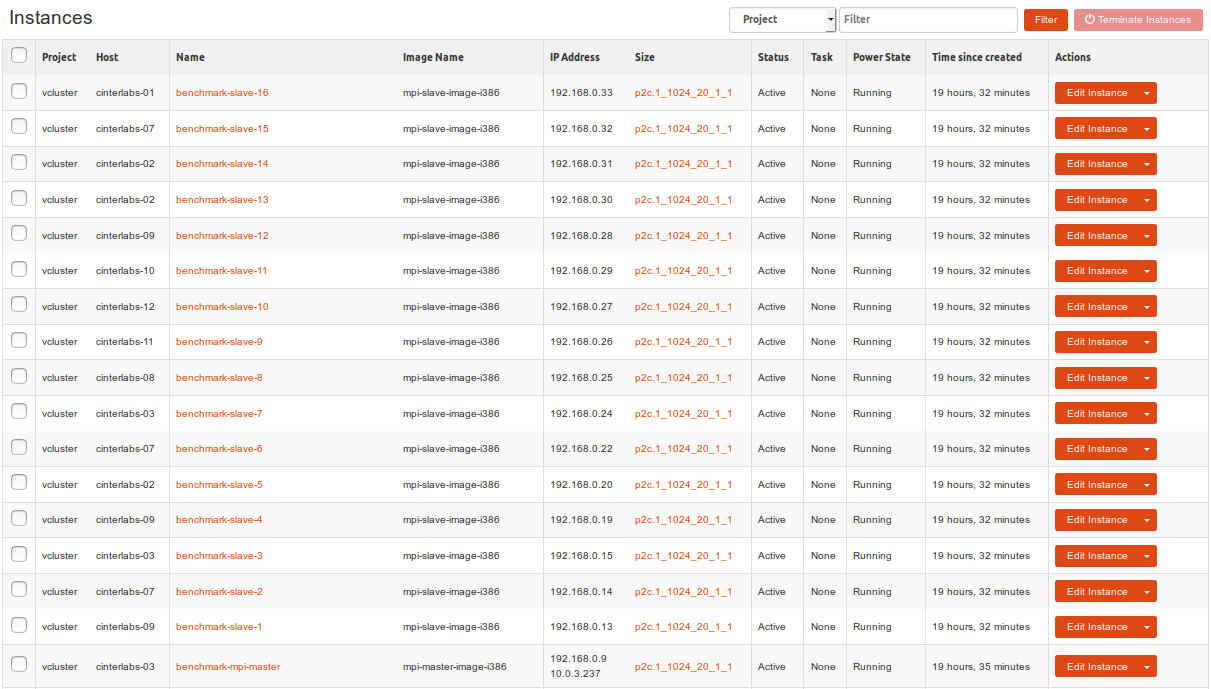 Instances
Project Filter Filter Terminate Instances
Project Host Name Image Name IP Address Size Status Task Power State Time since created Actions
vcluster cinterlabs-01 benchmark-slave-16 mpi-slave-image-i386 192.168.0.33 p2c.1_1024_20_1_1 Active None Running 19 hours, 32 minutes Edit Instance
vcluster cinterlabs-07 benchmark-slave-15 mpi-slave-image-i386 192.168.0.32 p2c.1_1024_20_1_1 Active None Running 19 hours, 32 minutes Edit Instance
vcluster cinterlabs-02 benchmark-slave-14 mpi-slave-image-i386 192.168.0.31 p2c.1_1024_20_1_1 Active None Running 19 hours, 32 minutes Edit Instance
vcluster cinterlabs-02 benchmark-slave-13 mpi-slave-image-i386 192.168.0.30 p2c.1_1024_20_1_1 Active None Running 19 hours, 32 minutes Edit Instance
vcluster cinterlabs-09 benchmark-slave-12 mpi-slave-image-i386 192.168.0.28 p2c.1_1024_20_1_1 Active None Running 19 hours, 32 minutes Edit Instance
vcluster cinterlabs-10 benchmark-slave-11 mpi-slave-image-i386 192.168.0.29 p2c.1_1024_20_1_1 Active None Running 19 hours, 32 minutes Edit Instance
vcluster cinterlabs-12 benchmark-slave-10 mpi-slave-image-i386 192.168.0.27 p2c.1_1024_20_1_1 Active None Running 19 hours, 32 minutes Edit Instance
vcluster cinterlabs-11 benchmark-slave-9 mpi-slave-image-i386 192.168.0.26 p2c.1_1024_20_1_1 Active None Running 19 hours, 32 minutes Edit Instance
vcluster cinterlabs-08 benchmark-slave-8 mpi-slave-image-i386 192.168.0.25 p2c.1_1024_20_1_1 Active None Running 19 hours, 32 minutes Edit Instance
vcluster cinterlabs-03 benchmark-slave-7 mpi-slave-image-i386 192.168.0.24 p2c.1_1024_20_1_1 Active None Running 19 hours, 32 minutes Edit Instance
vcluster cinterlabs-07 benchmark-slave-6 mpi-slave-image-i386 192.168.0.22 p2c.1_1024_20_1_1 Active None Running 19 hours, 32 minutes Edit Instance
vcluster cinterlabs-02 benchmark-slave-5 mpi-slave-image-i386 192.168.0.20 p2c.1_1024_20_1_1 Active None Running 19 hours, 32 minutes Edit Instance
vcluster cinterlabs-09 benchmark-slave-4 mpi-slave-image-i386 192.168.0.19 p2c.1_1024_20_1_1 Active None Running 19 hours, 32 minutes Edit Instance
vcluster cinterlabs-03 benchmark-slave-3 mpi-slave-image-i386 192.168.0.15 p2c.1_1024_20_1_1 Active None Running 19 hours, 32 minutes Edit Instance
vcluster cinterlabs-07 benchmark-slave-2 mpi-slave-image-i386 192.168.0.14 p2c.1_1024_20_1_1 Active None Running 19 hours, 32 minutes Edit Instance
vcluster cinterlabs-09 benchmark-slave-1 mpi-slave-image-i386 192.168.0.13 p2c.1_1024_20_1_1 Active None Running 19 hours, 32 minutes Edit Instance
vcluster cinterlabs-03 benchmark-mpi-master mpi-master-image-i386 192.168.0.9 p2c.1_1024_20_1_1 Active None Running 19 hours, 35 minutes Edit Instance
10.0.3.237